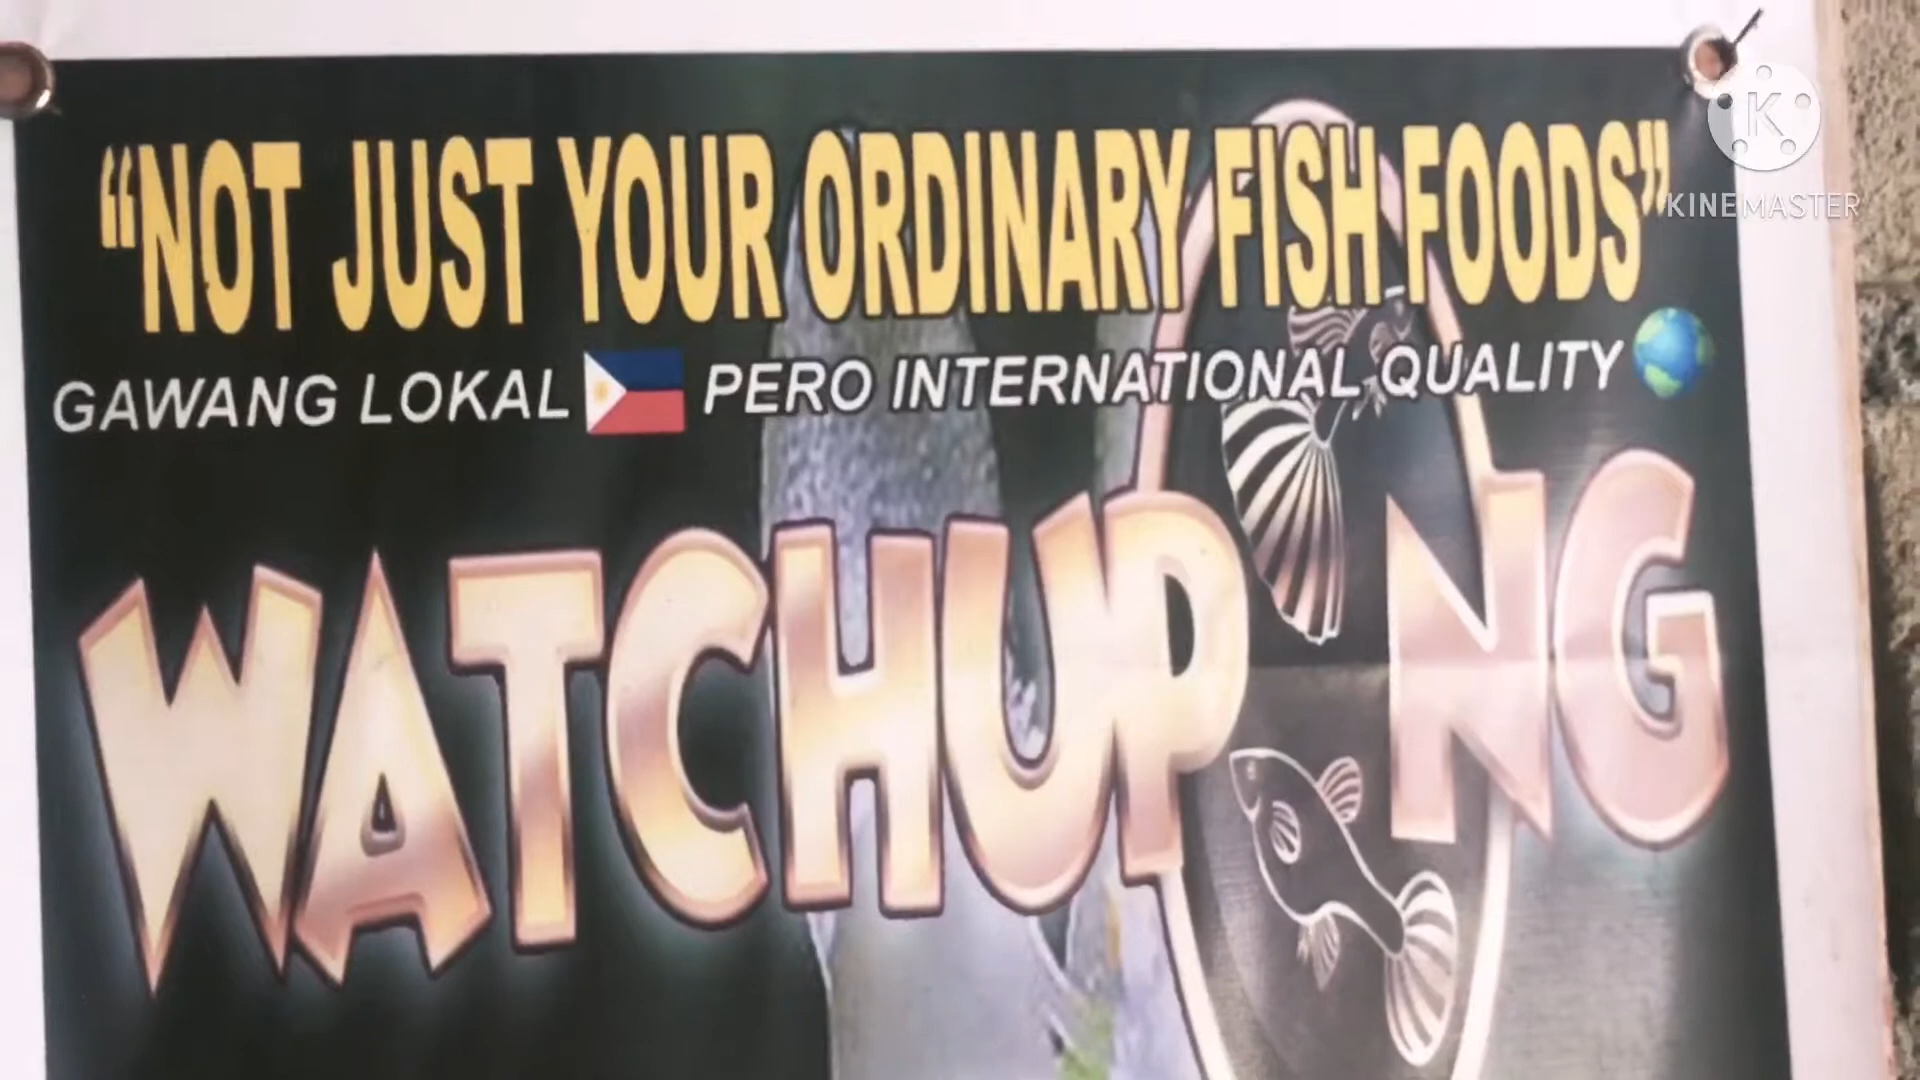 “NOT JUST YOUR ORDINARY FISH FOODS”
GAWANG LOKAL PERO INTERNATIONAL QUALITY
WATCHUP NG
K
KINEMASTER